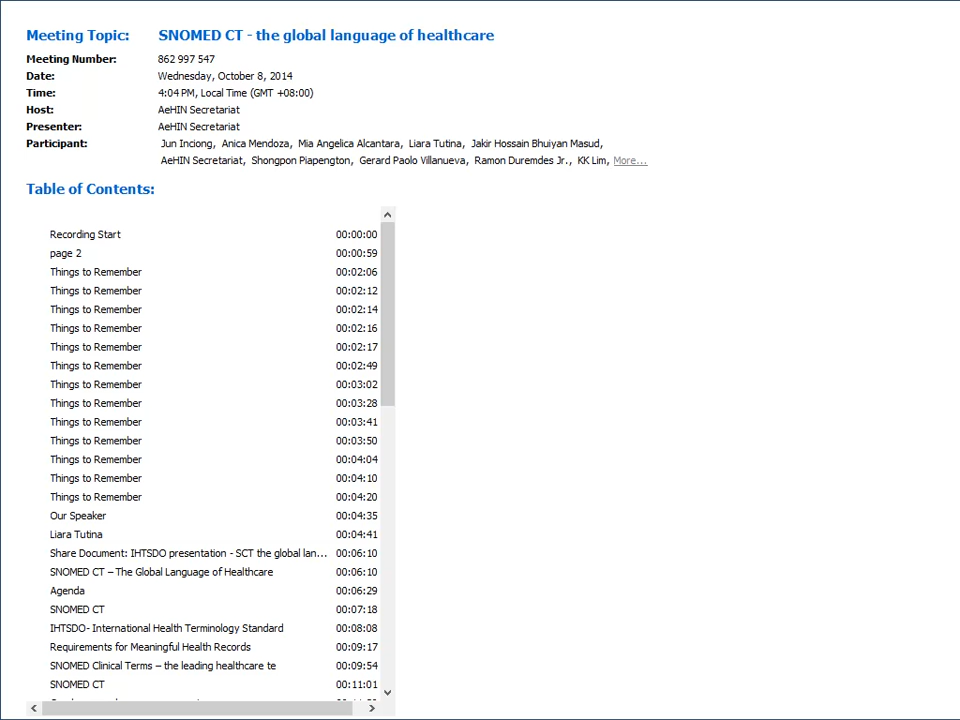 Meeting Topic: SNOMED CT - the global language of healthcare
Meeting Number: 862 997 547
Date: Wednesday, October 8, 2014
Time: 4:04 PM, Local Time (GMT +08:00)
Host: AeHIN Secretariat
Presenter: AeHIN Secretariat
Participant: Jun Inciong, Anica Mendoza, Mia Angelica Alcantara, Liara Tutina, Jakir Hossain Bhuiyan Masud,
AeHIN Secretariat, Shongpon Piapengton, Gerard Paolo Villanueva, Ramon Duremdes Jr., KK Lim, More...
Table of Contents:
Recording Start 00:00:00
page 2 00:00:59
Things to Remember 00:02:06
Things to Remember 00:02:12
Things to Remember 00:02:14
Things to Remember 00:02:16
Things to Remember 00:02:17
Things to Remember 00:02:49
Things to Remember 00:03:02
Things to Remember 00:03:28
Things to Remember 00:03:41
Things to Remember 00:03:50
Things to Remember 00:04:04
Things to Remember 00:04:10
Things to Remember 00:04:20
Our Speaker 00:04:35
Liara Tutina 00:04:41
Share Document: IHTSDO presentation - SCT the global lan... 00:06:10
SNOMED CT – The Global Language of Healthcare 00:06:10
Agenda 00:06:29
SNOMED CT 00:07:18
IHTSDO- International Health Terminology Standard 00:08:08
Requirements for Meaningful Health Records 00:09:17
SNOMED Clinical Terms – the leading healthcare te 00:09:54
SNOMED CT 00:11:01